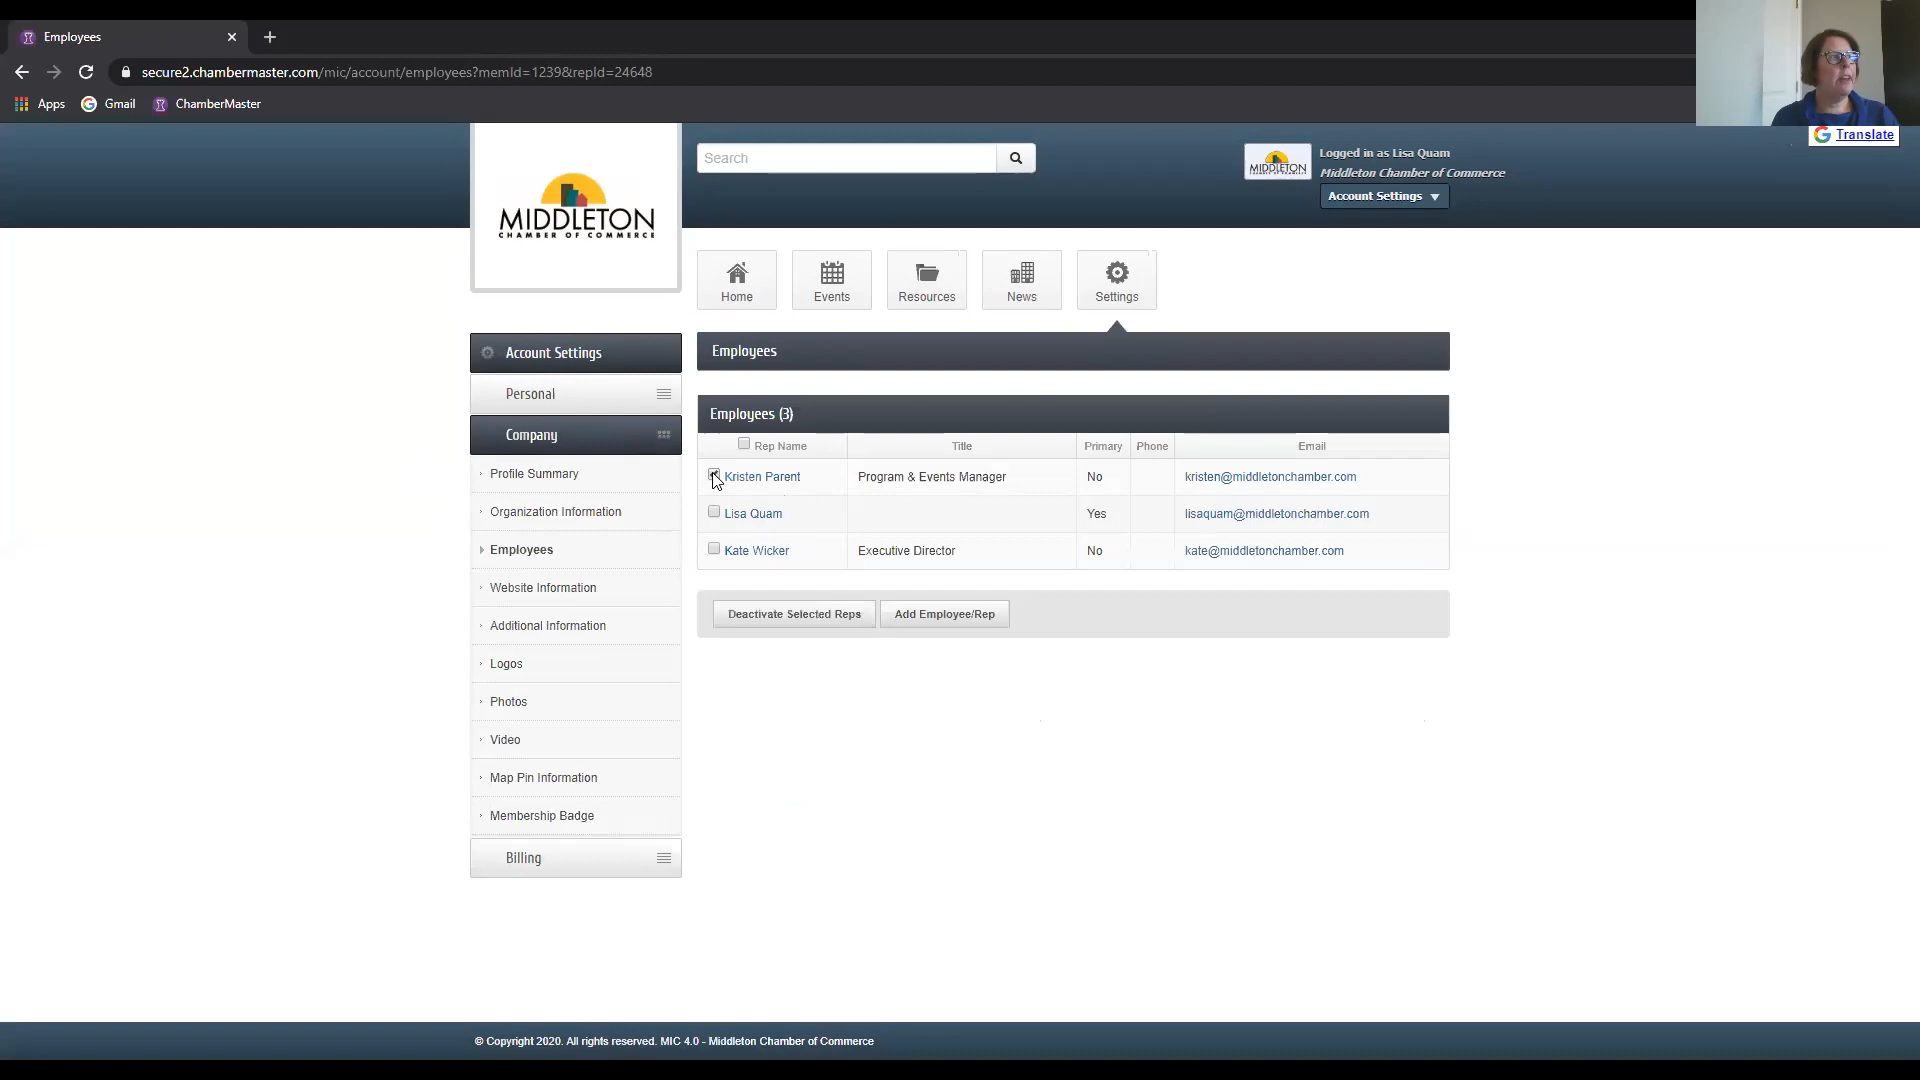 Employees
secure2.chambermaster.com/mic/account/employees?memId=1239&repId=24648
Apps Gmail ChamberMaster
Translate
MIDDLETON
CHAMBER OF COMMERCE
Search
MIDDLETON
Logged in as Lisa Quam
Middleton Chamber of Commerce
Account Settings
Home Events Resources News Settings
Account Settings
Personal
Company
Profile Summary
Organization Information
Employees
Website Information
Additional Information
Logos
Photos
Video
Map Pin Information
Membership Badge
Billing
Employees
Employees (3)
Rep Name Title Primary Phone Email
Kristen Parent Program & Events Manager No kristen@middletonchamber.com
Lisa Quam Yes lisaquam@middletonchamber.com
Kate Wicker Executive Director No kate@middletonchamber.com
Deactivate Selected Reps Add Employee/Rep
© Copyright 2020. All rights reserved. MIC 4.0 - Middleton Chamber of Commerce